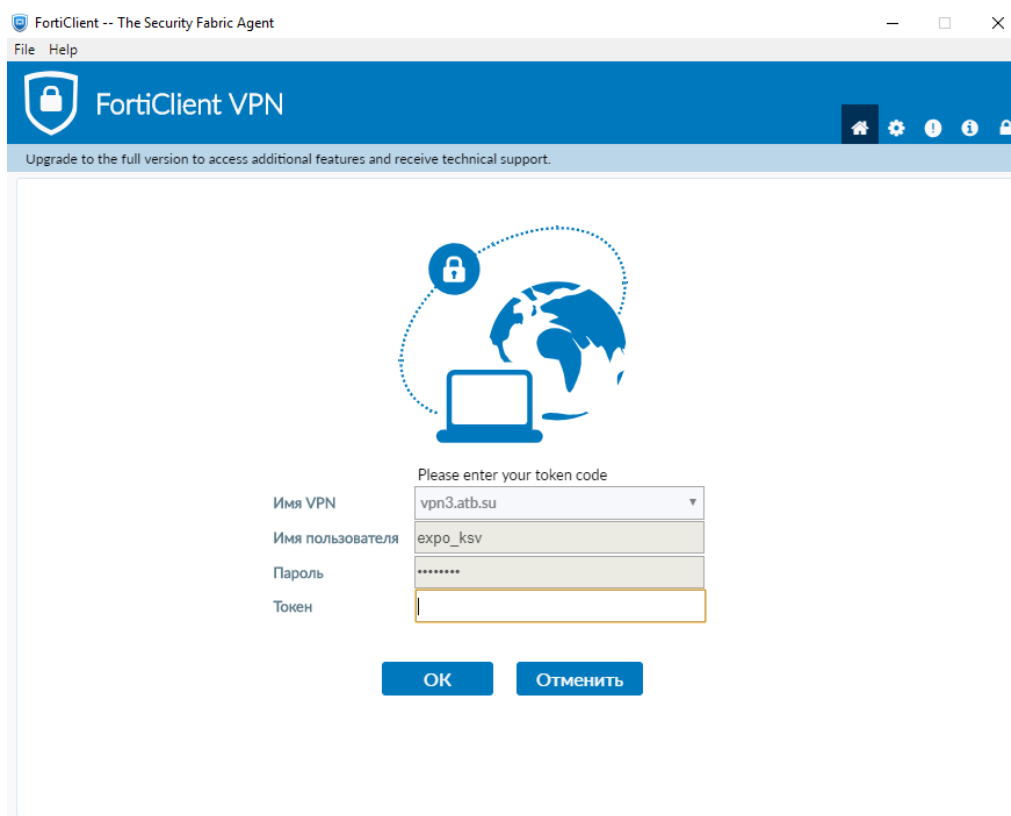 FortiClient -- The Security Fabric Agent
File Help
FortiClient VPN
Upgrade to the full version to access additional features and receive technical support.
Please enter your token code
Имя VPN vpn3.atb.su
Имя пользователя expo_ksv
Пароль ••••••••
Токен
ОК Отменить